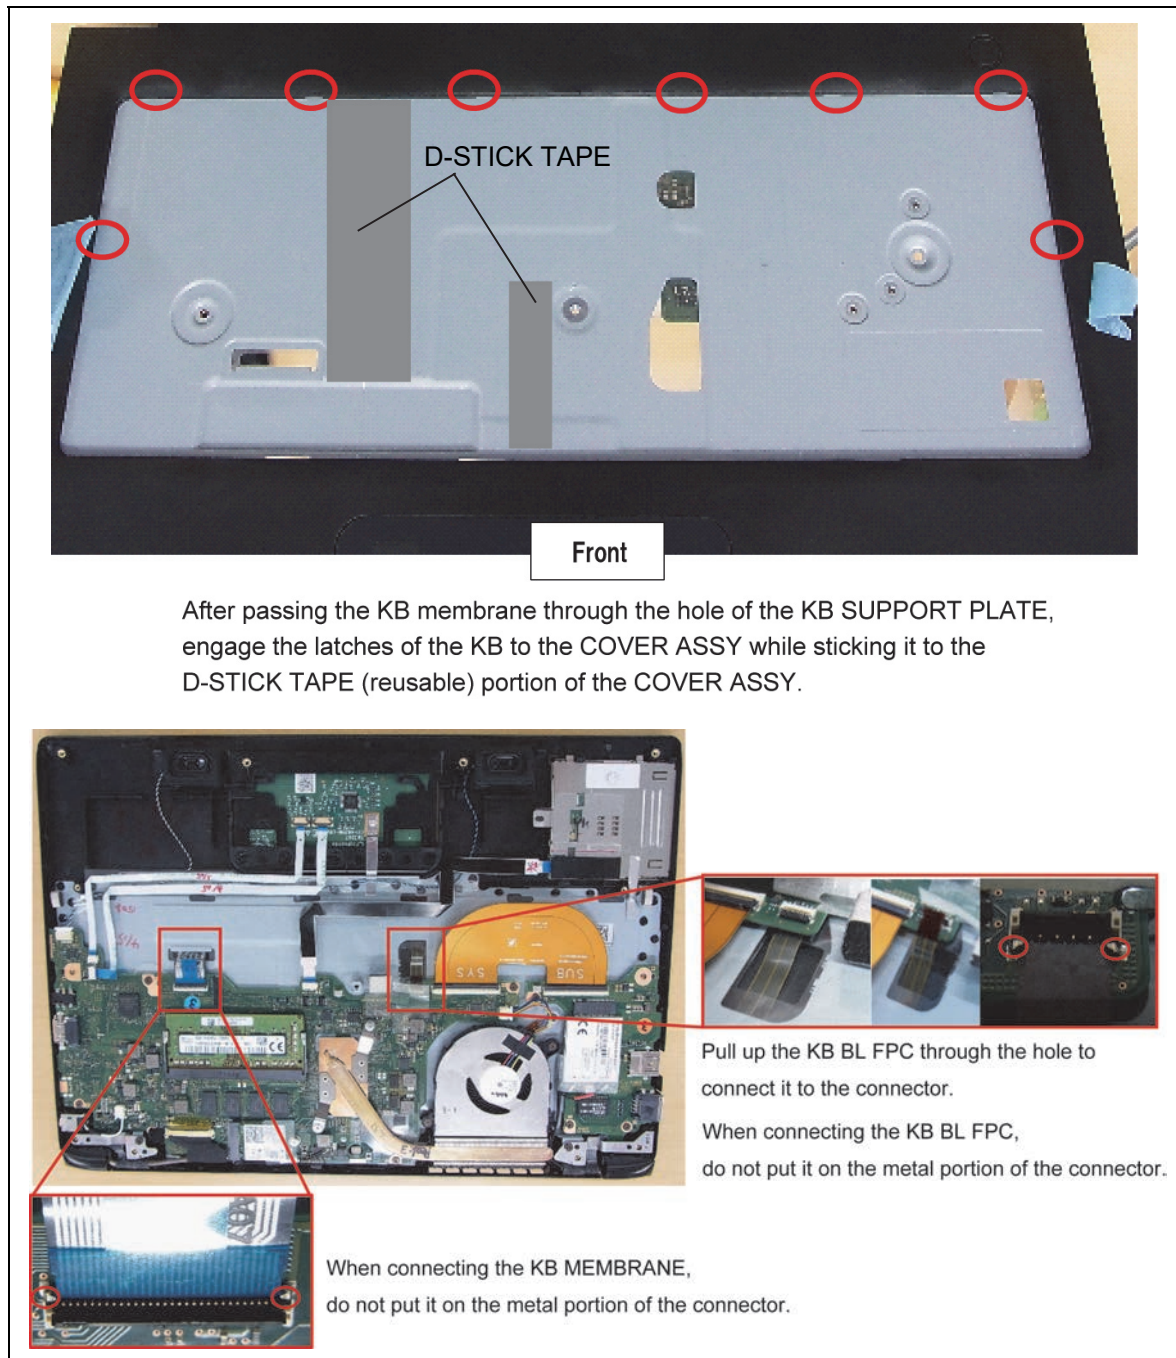 D-STICK TAPE
Front
After passing the KB membrane through the hole of the KB SUPPORT PLATE,
engage the latches of the KB to the COVER ASSY while sticking it to the
D-STICK TAPE (reusable) portion of the COVER ASSY.
SYS
SUB
Pull up the KB BL FPC through the hole to
connect it to the connector.
When connecting the KB BL FPC,
do not put it on the metal portion of the connector.
When connecting the KB MEMBRANE,
do not put it on the metal portion of the connector.